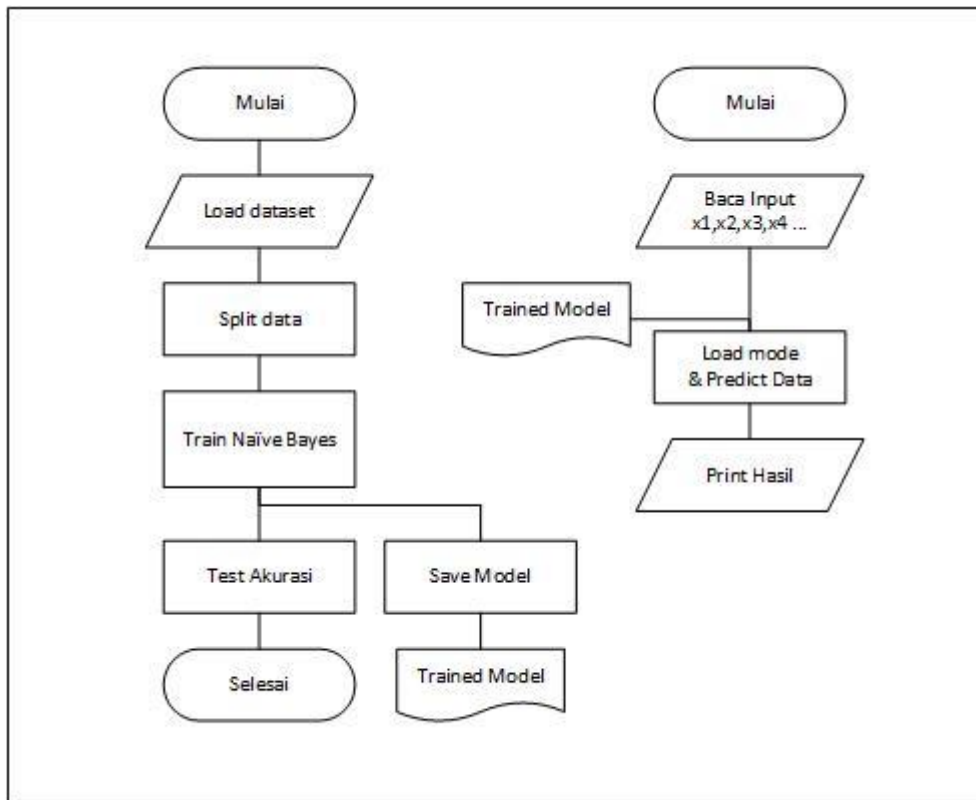 Mulai
Load dataset
Split data
Train Naïve Bayes
Test Akurasi
Save Model
Selesai
Trained Model
Mulai
Baca Input
x1,x2,x3,x4 ...
Trained Model
Load mode
& Predict Data
Print Hasil